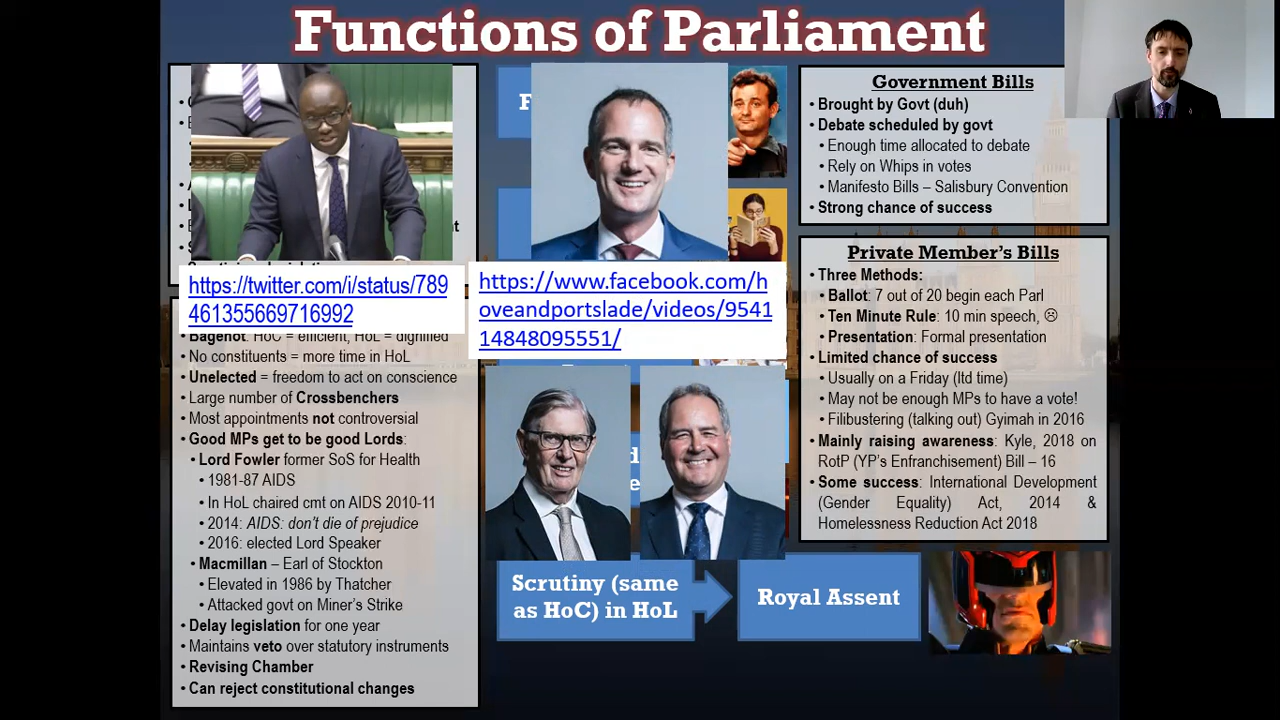 Functions of Parliament
https://twitter.com/i/status/789
461355669716992
Bagehot: HoC = efficient, HoL = dignified
• No constituents = more time in HoL
• Unelected = freedom to act on conscience
• Large number of Crossbenchers
• Most appointments not controversial
• Good MPs get to be good Lords:
• Lord Fowler former SoS for Health
• 1981-87 AIDS
• In HoL chaired cmt on AIDS 2010-11
• 2014: AIDS: don't die of prejudice
• 2016: elected Lord Speaker
• Macmillan – Earl of Stockton
• Elevated in 1986 by Thatcher
• Attacked govt on Miner's Strike
• Delay legislation for one year
• Maintains veto over statutory instruments
• Revising Chamber
• Can reject constitutional changes
https://www.facebook.com/h
oveandportslade/videos/9541
14848095551/
Scrutiny (same
as HoC) in HoL
Royal Assent
Government Bills
• Brought by Govt (duh)
• Debate scheduled by govt
• Enough time allocated to debate
• Rely on Whips in votes
• Manifesto Bills – Salisbury Convention
• Strong chance of success
Private Member's Bills
• Three Methods:
• Ballot: 7 out of 20 begin each Parl
• Ten Minute Rule: 10 min speech, ☹
• Presentation: Formal presentation
• Limited chance of success
• Usually on a Friday (ltd time)
• May not be enough MPs to have a vote!
• Filibustering (talking out) Gyimah in 2016
• Mainly raising awareness: Kyle, 2018 on
RotP (YP's Enfranchisement) Bill – 16
• Some success: International Development
(Gender Equality) Act, 2014 &
Homelessness Reduction Act 2018